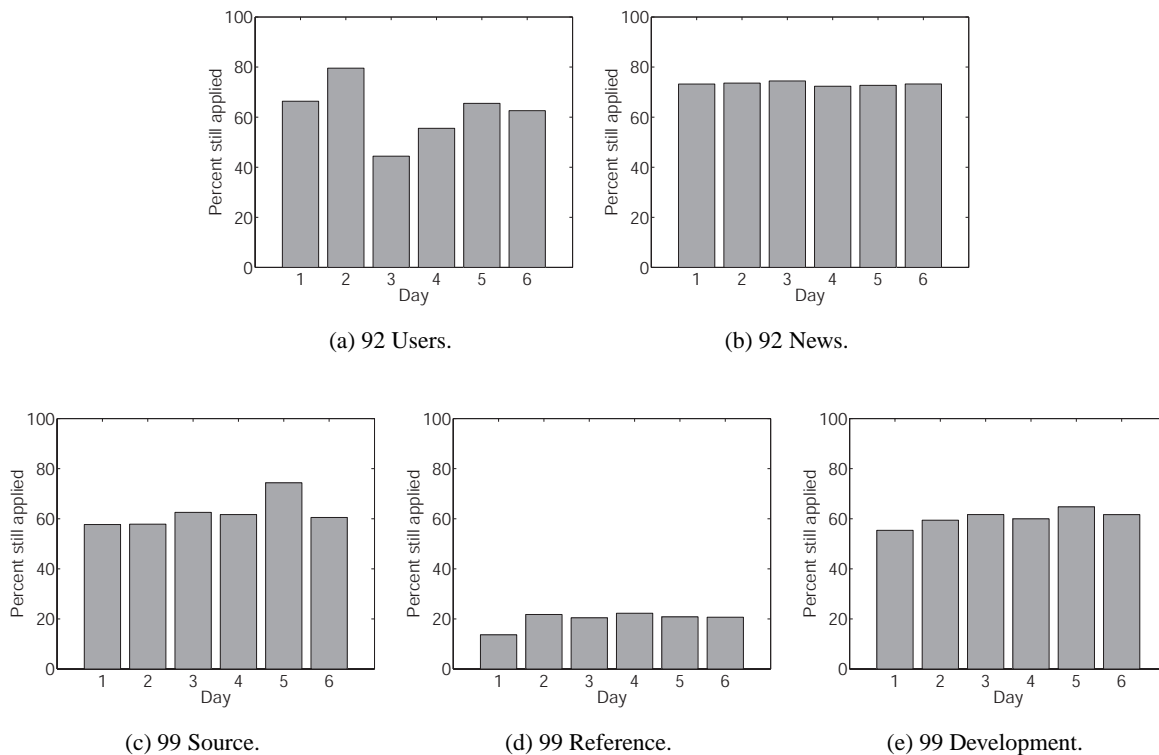 100
80
60
40
20
0
Percent still applied
1 2 3 4 5 6
Day
(a) 92 Users.
100
80
60
40
20
0
Percent still applied
1 2 3 4 5 6
Day
(b) 92 News.
100
80
60
40
20
0
Percent still applied
1 2 3 4 5 6
Day
(c) 99 Source.
100
80
60
40
20
0
Percent still applied
1 2 3 4 5 6
Day
(d) 99 Reference.
100
80
60
40
20
0
Percent still applied
1 2 3 4 5 6
Day
(e) 99 Development.